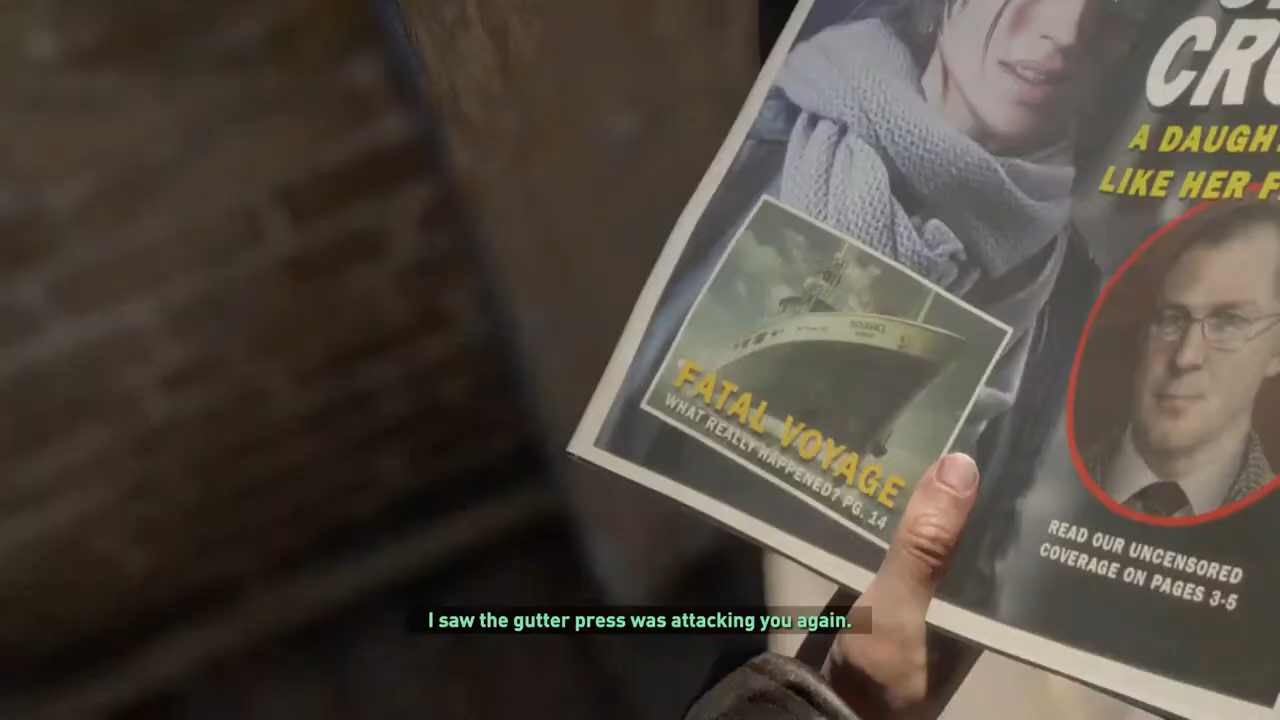 CR
A DAUGH
LIKE HER F
'FATAL VOYAGE
WHAT REALLY HAPPENED? PG. 14
READ OUR UNCENSORED
COVERAGE ON PAGES 3-5
I saw the gutter press was attacking you again.